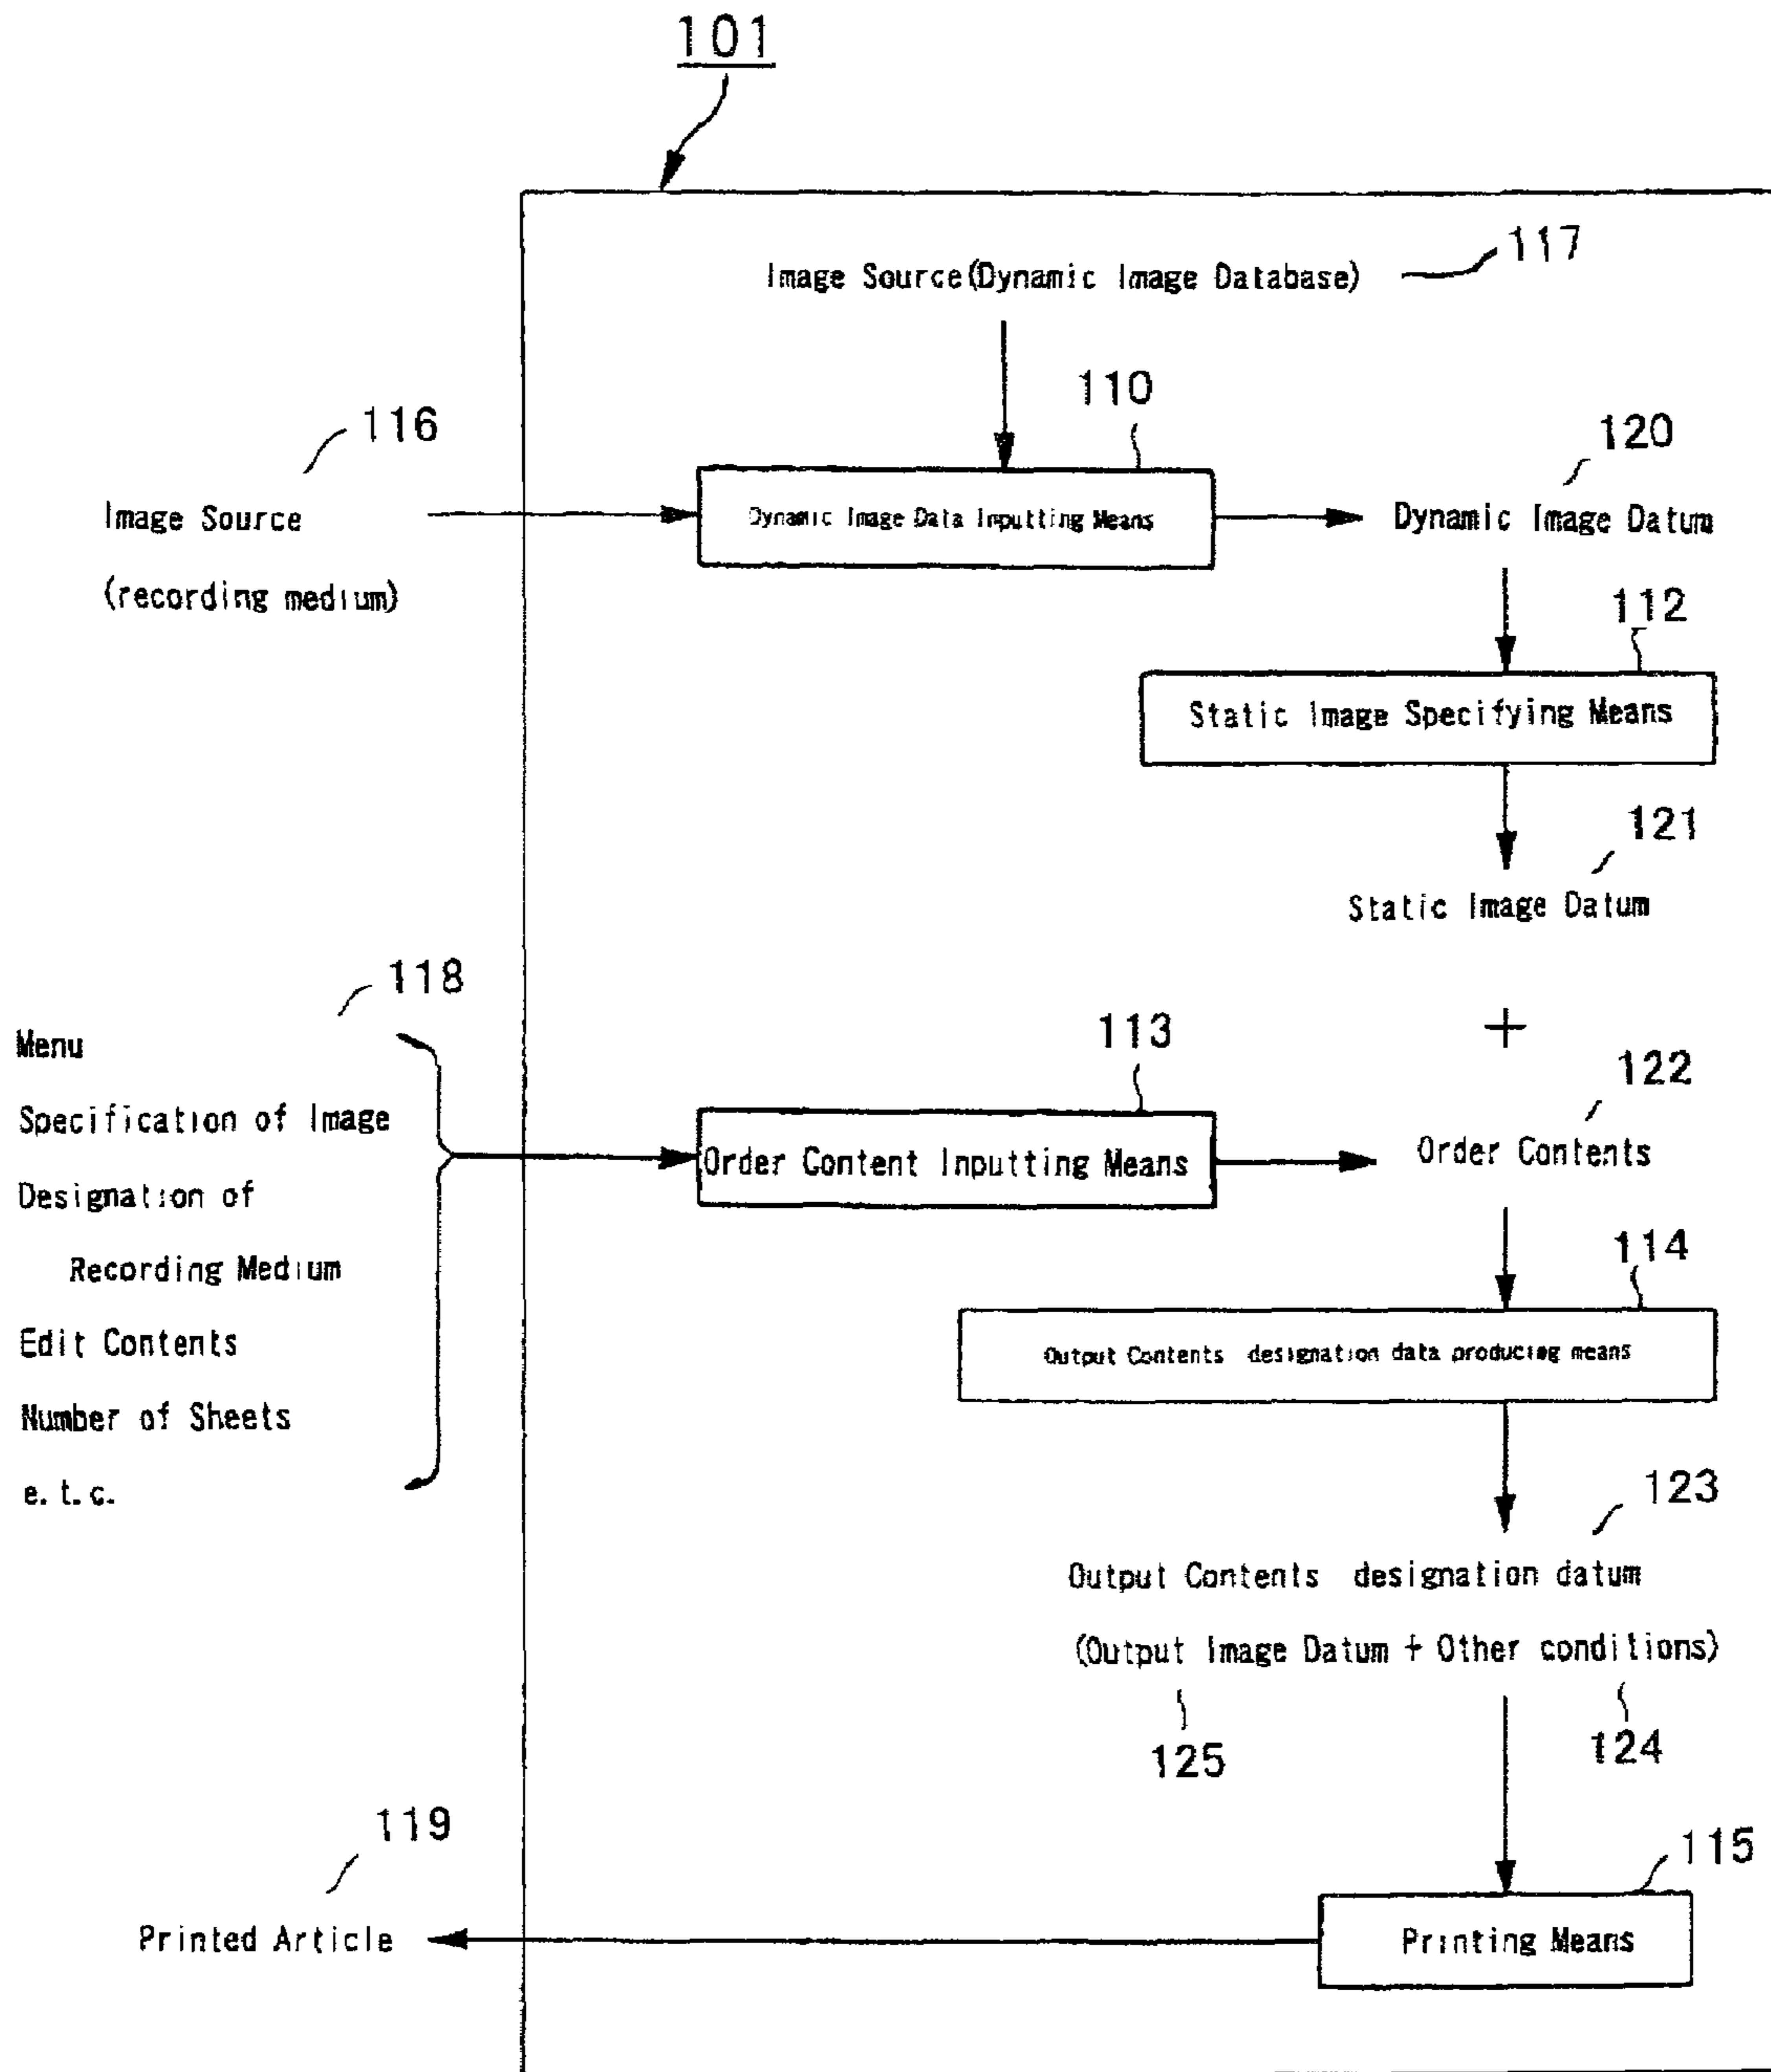 101
Image Source(Dynamic Image Database)
117
110
116
120
Image Source
(recording medium)
Dynamic Image Data Inputting Means
Dynamic Image Datum
112
Static Image Specifying Means
121
Static Image Datum
118
+
Menu
Specification of Image
Designation of
Recording Medium
Edit Contents
Number of Sheets
e.t.c.
113
122
Order Content Inputting Means
Order Contents
114
Output Contents designation data producing means
123
Output Contents designation datum
(Output Image Datum + Other conditions)
125
124
119
115
Printed Article
Printing Means